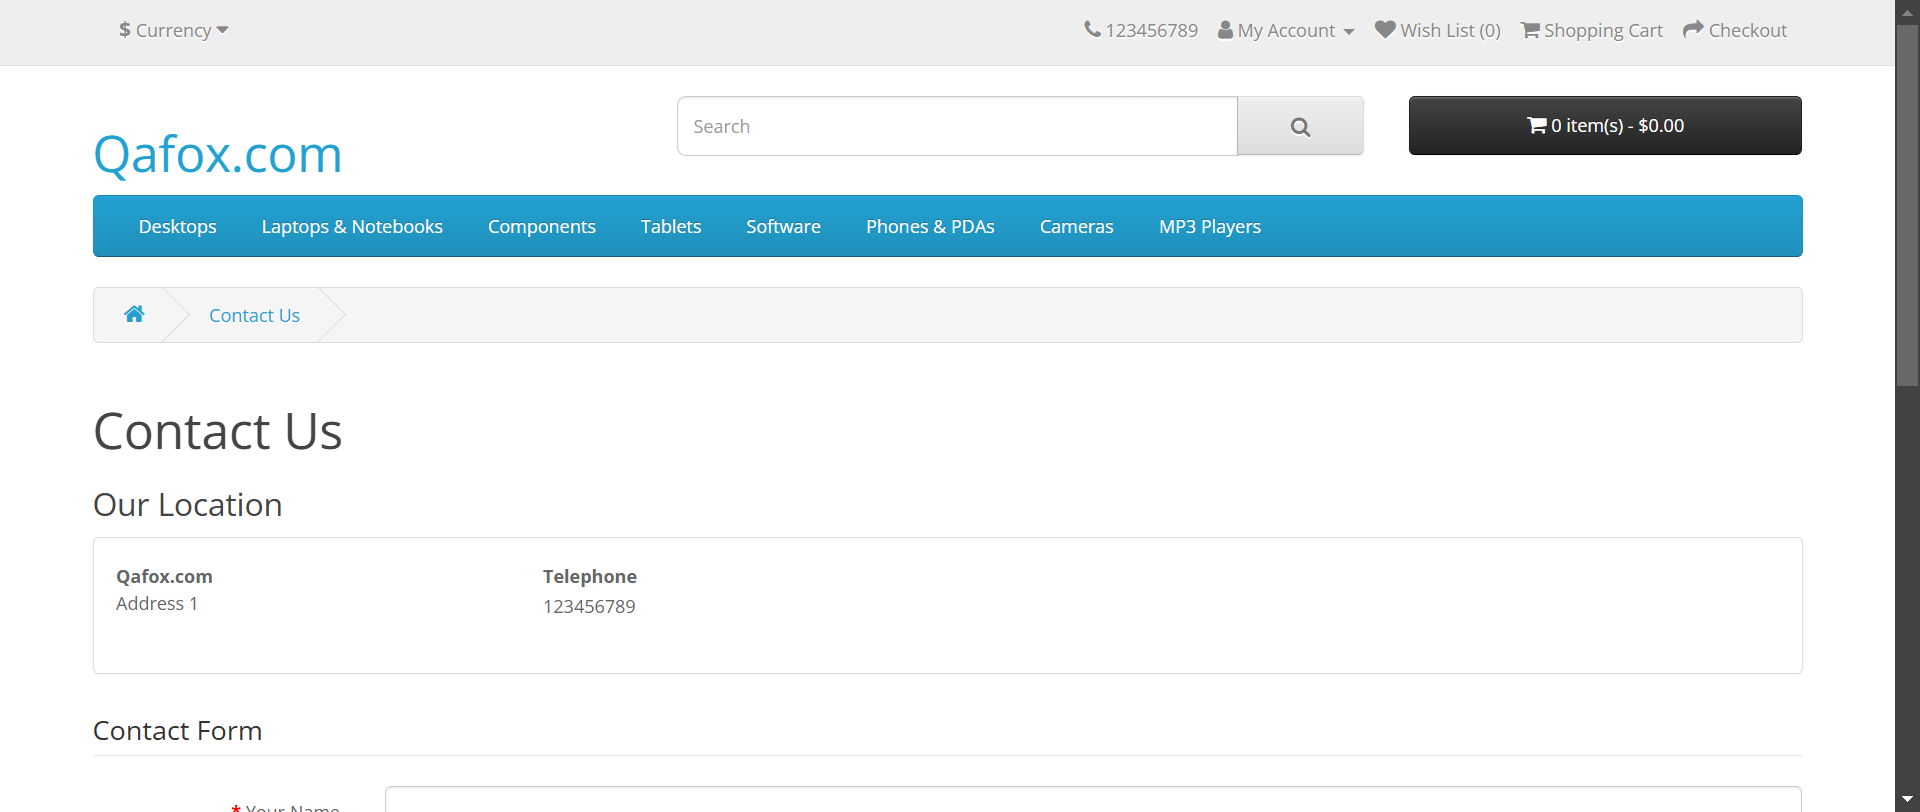 $ Currency
123456789 My Account Wish List (0) Shopping Cart Checkout
Search
0 item(s) - $0.00
Qafox.com
Desktops Laptops & Notebooks Components Tablets Software Phones & PDAs Cameras MP3 Players
Contact Us
Contact Us
Our Location
Qafox.com
Address 1
Telephone
123456789
Contact Form
* Your Name